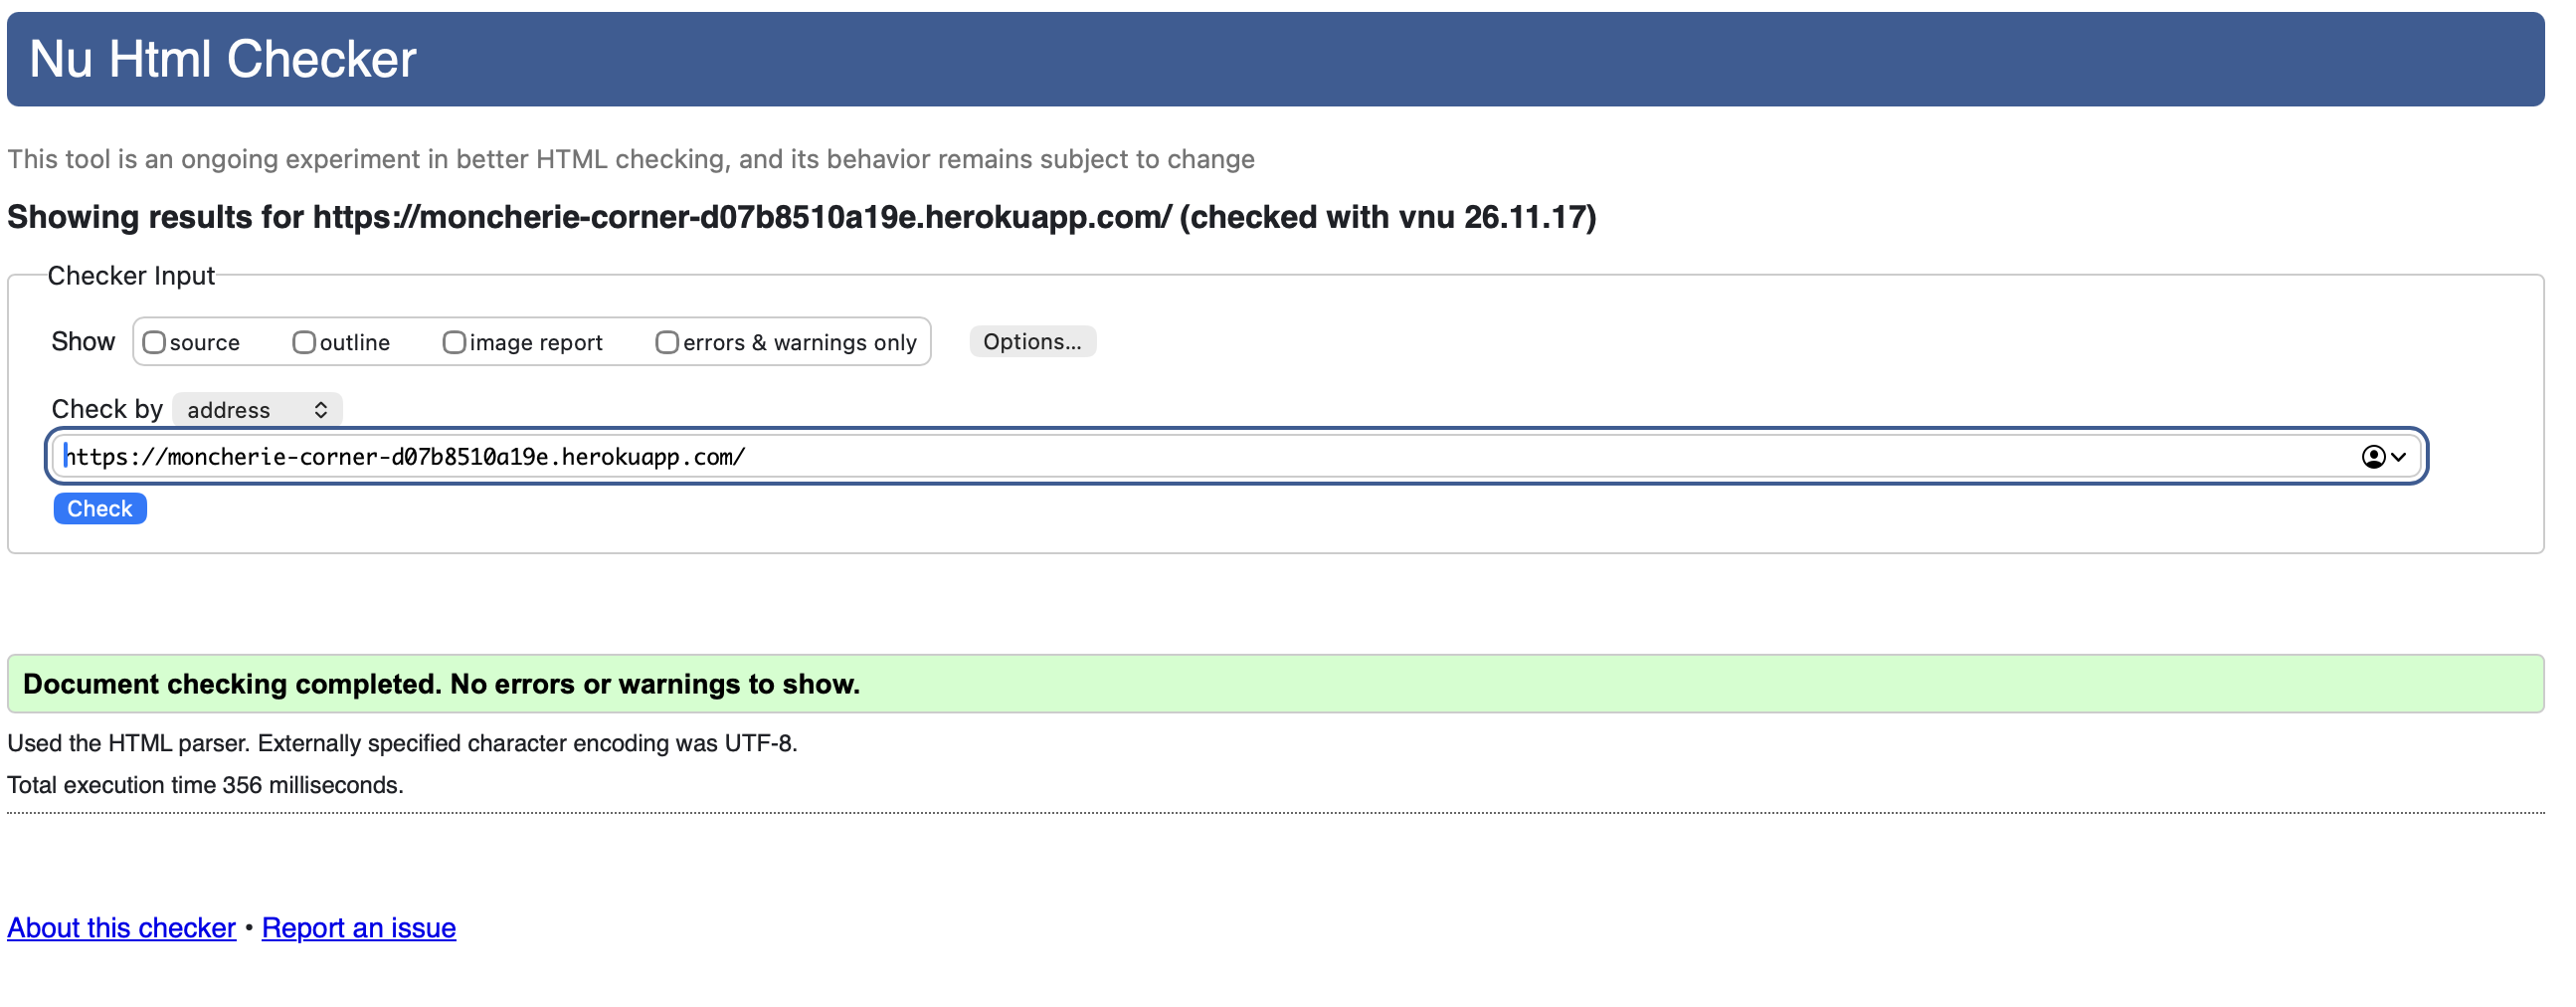 Nu Html Checker
This tool is an ongoing experiment in better HTML checking, and its behavior remains subject to change
Showing results for https://moncherie-corner-d07b8510a19e.herokuapp.com/ (checked with vnu 26.11.17)
Checker Input
Show source outline image report errors & warnings only Options...
Check by address
https://moncherie-corner-d07b8510a19e.herokuapp.com/
Check
Document checking completed. No errors or warnings to show.
Used the HTML parser. Externally specified character encoding was UTF-8.
Total execution time 356 milliseconds.
About this checker • Report an issue